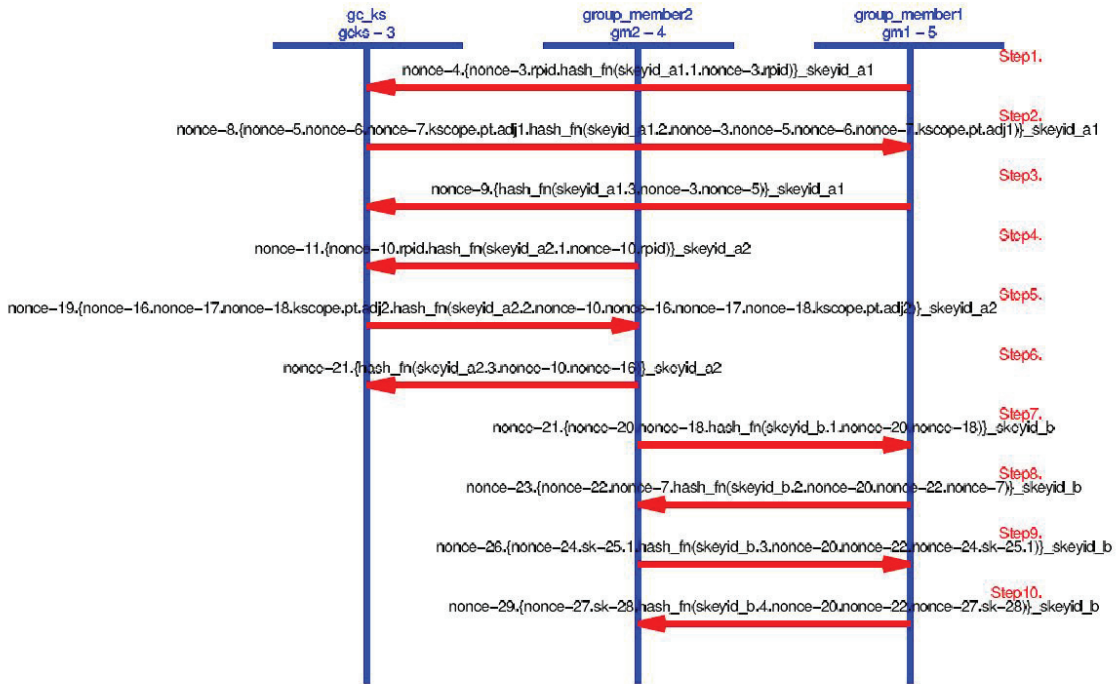 gc_ks group_member2 group_member1
gcks – 3 gm2 – 4 gm1 – 5
Step1.
nonce–4.{nonce–3.rpid.hash_fn(skeyid_a1.1.nonce–3.rpid)}_skeyid_a1
Step2.
nonce–8.{nonce–5.nonce–6.nonce–7.kscope.pt.adj1.hash_fn(skeyid_a1.2.nonce–3.nonce–5.nonce–6.nonce–7.kscope.pt.adj1)}_skeyid_a1
Step3.
nonce–9.{hash_fn(skeyid_a1.3.nonce–3.nonce–5)}_skeyid_a1
Step4.
nonce–11.{nonce–10.rpid.hash_fn(skeyid_a2.1.nonce–10.rpid)}_skeyid_a2
Step5.
nonce–19.{nonce–16.nonce–17.nonce–18.kscope.pt.adj2.hash_fn(skeyid_a2.2.nonce–10.nonce–16.nonce–17.nonce–18.kscope.pt.adj2)}_skeyid_a2
Step6.
nonce–21.{hash_fn(skeyid_a2.3.nonce–10.nonce–16)}_skeyid_a2
Step7.
nonce–21.{nonce–20.nonce–18.hash_fn(skeyid_b.1.nonce–20.nonce–18)}_skeyid_b
Step8.
nonce–23.{nonce–22.nonce–7.hash_fn(skeyid_b.2.nonce–20.nonce–22.nonce–7)}_skeyid_b
Step9.
nonce–26.{nonce–24.sk–25.1.hash_fn(skeyid_b.3.nonce–20.nonce–22.nonce–24.sk–25.1)}_skeyid_b
Step10.
nonce–29.{nonce–27.sk–28.hash_fn(skeyid_b.4.nonce–20.nonce–22.nonce–27.sk–28)}_skeyid_b